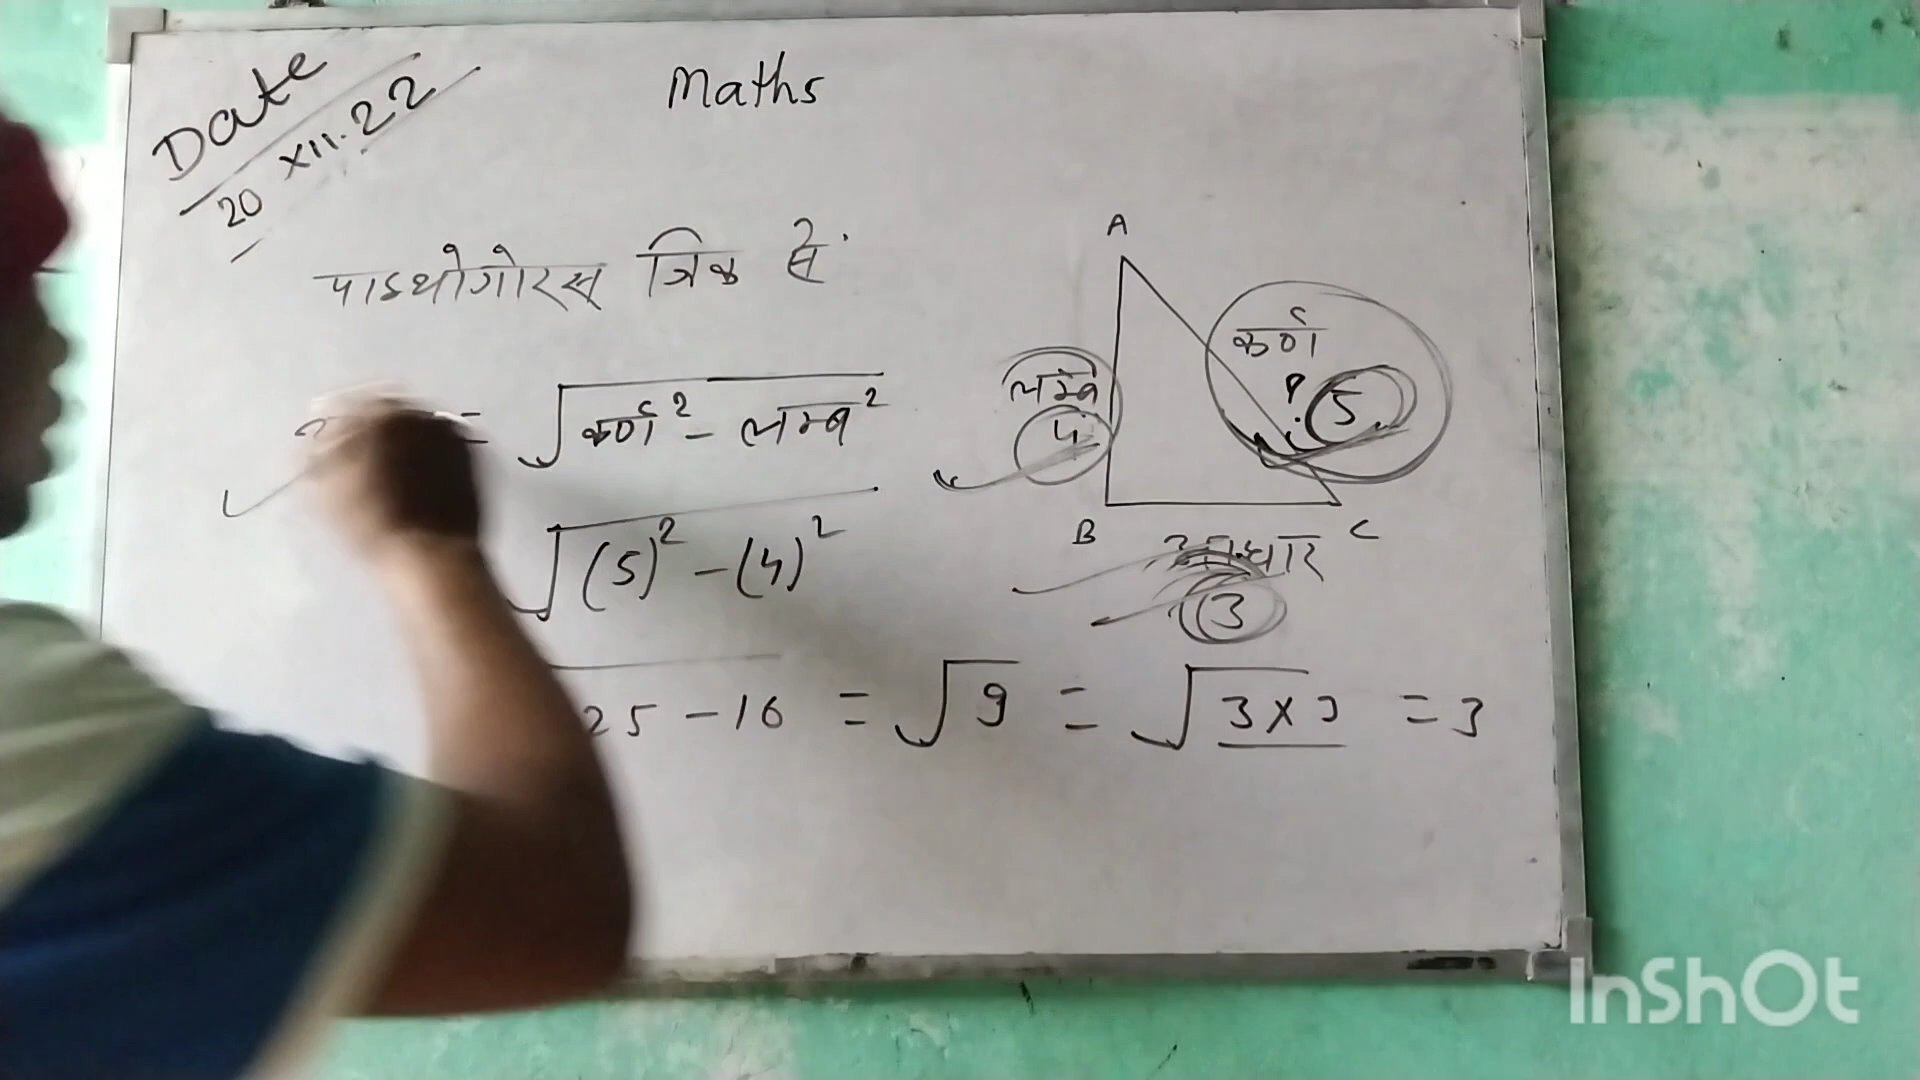 Date
20 XII.22
Maths
पाइथोगोरस त्रिक है.
= √कर्ण² - लम्ब²
√(5)² - (4)²
25 - 16 = √9 = √3×3 = 3
A
कर्ण
?
5
लम्ब
4
B
C
आधार
3
InShOt